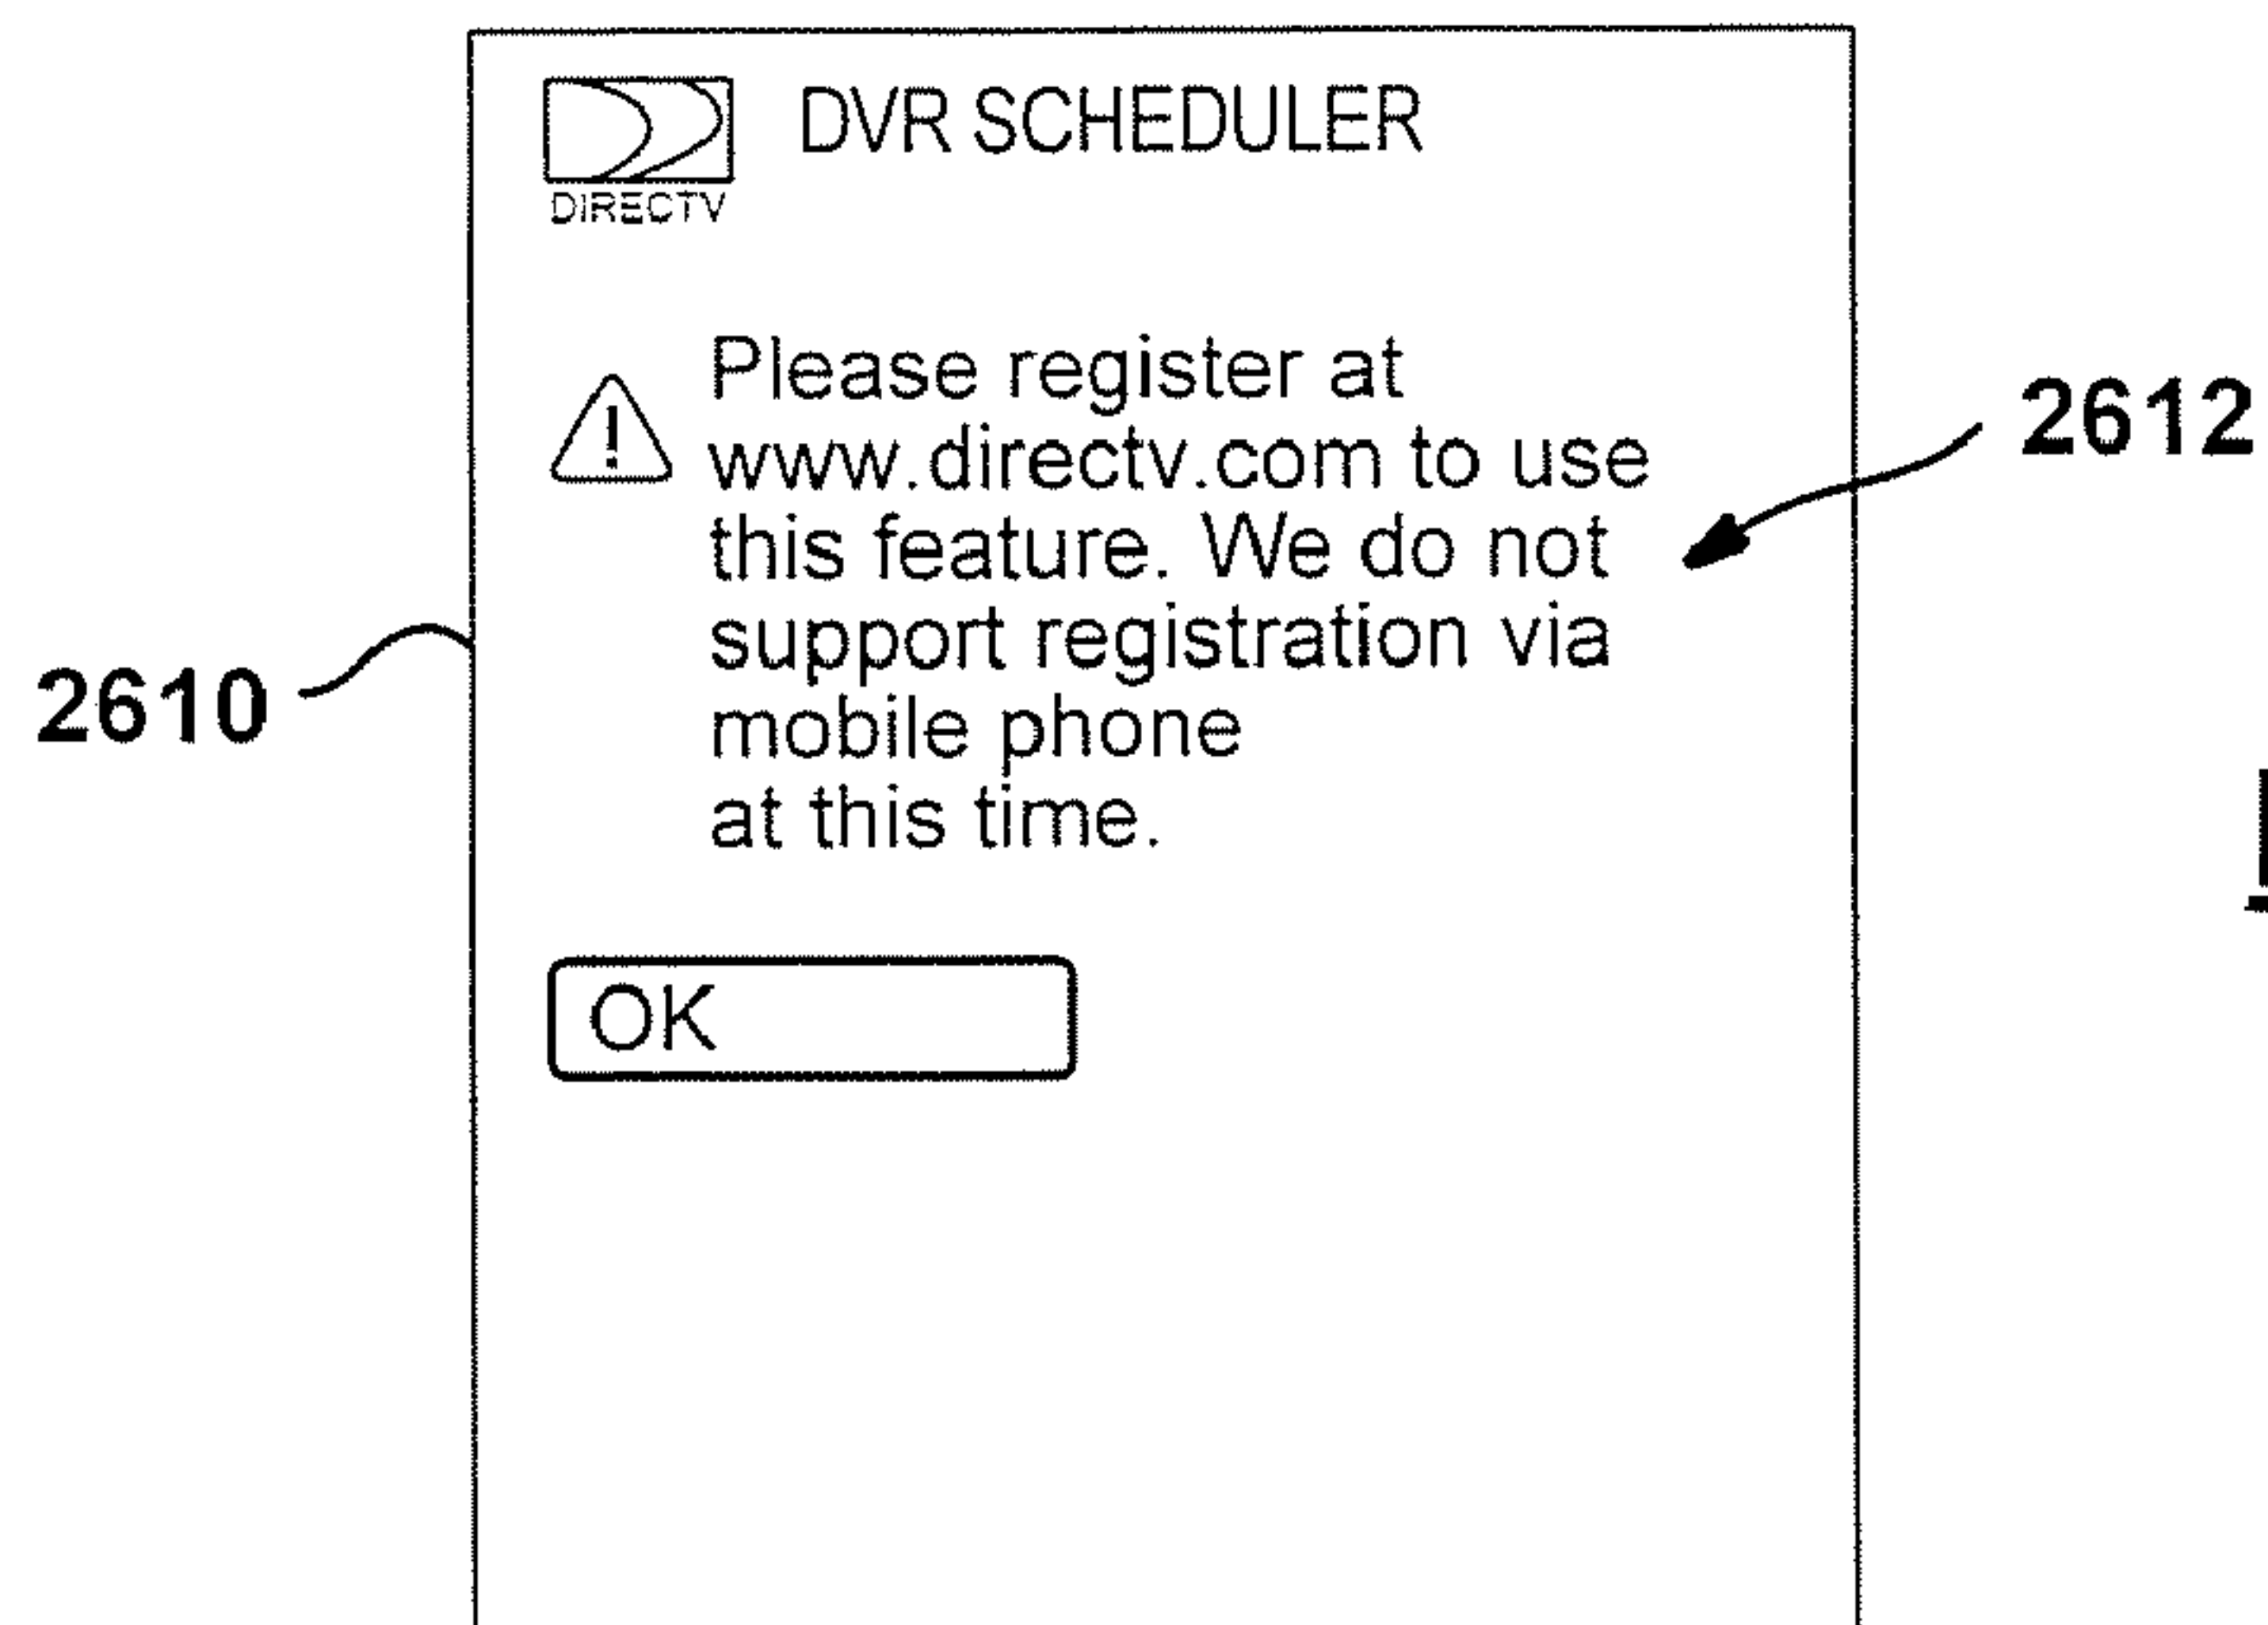 DVR SCHEDULER
DIRECTV
Please register at
www.directv.com to use
this feature. We do not
support registration via
mobile phone
at this time.
2612
2610
OK